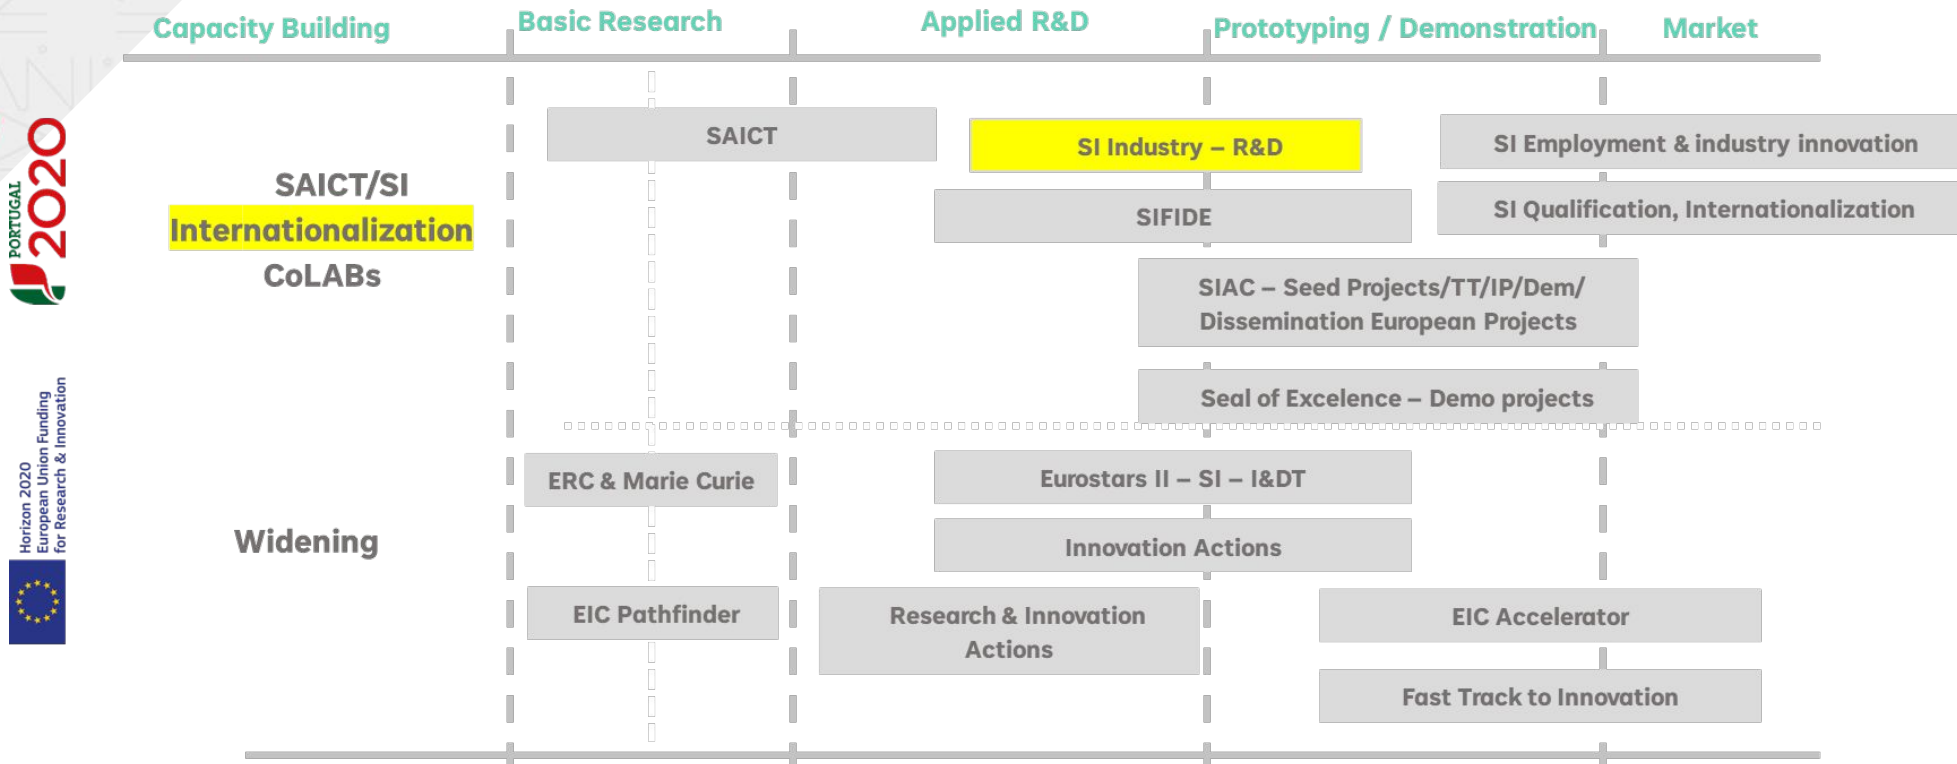 Capacity Building
Basic Research
Applied R&D
Prototyping / Demonstration
Market
PORTUGAL
2020
SAICT/SI
Internationalization
CoLABs
SAICT
SI Industry – R&D
SI Employment & industry innovation
SIFIDE
SI Qualification, Internationalization
SIAC – Seed Projects/TT/IP/Dem/
Dissemination European Projects
Seal of Excelence – Demo projects
Horizon 2020
European Union Funding
for Research & Innovation
Widening
ERC & Marie Curie
Eurostars II – SI – I&DT
Innovation Actions
EIC Pathfinder
Research & Innovation
Actions
EIC Accelerator
Fast Track to Innovation